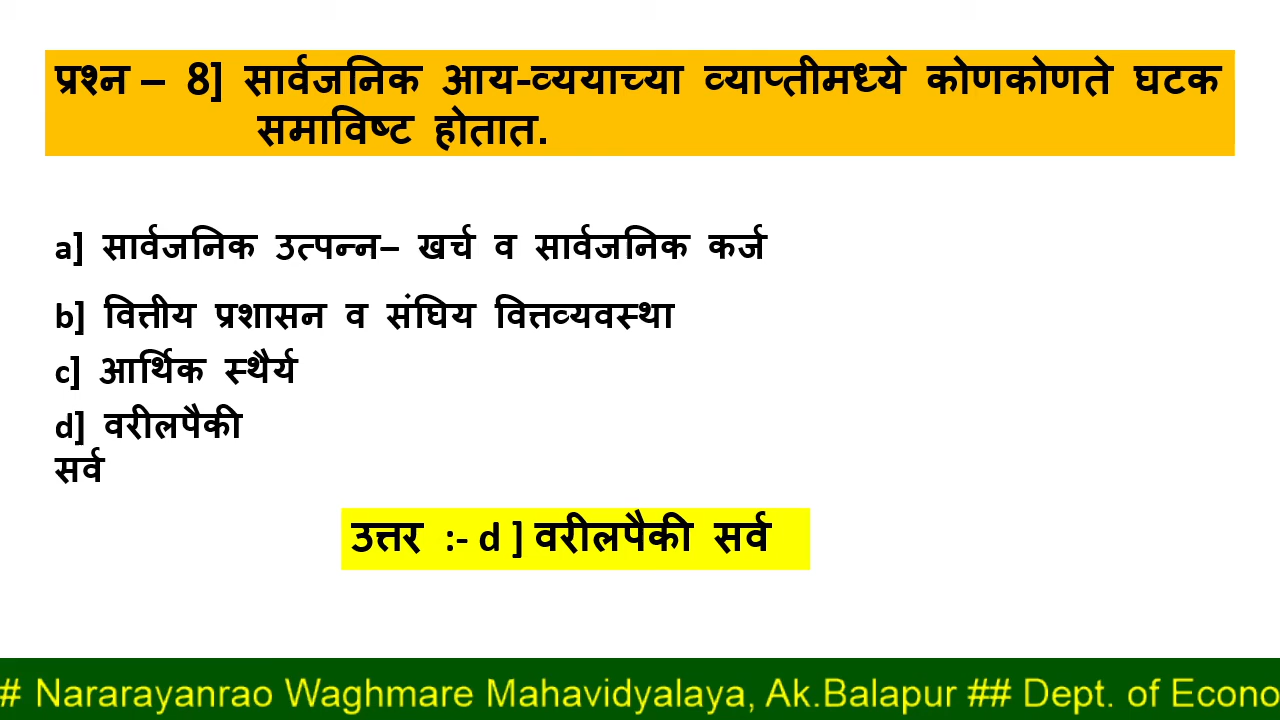 प्रश्न – 8] सार्वजनिक आय-व्ययाच्या व्याप्तीमध्ये कोणकोणते घटक
समाविष्ट होतात.
a] सार्वजनिक उत्पन्न– खर्च व सार्वजनिक कर्ज
b] वित्तीय प्रशासन व संघिय वित्तव्यवस्था
c] आर्थिक स्थैर्य
d] वरीलपैकी
सर्व
उत्तर :- d ] वरीलपैकी सर्व
# Nararayanrao Waghmare Mahavidyalaya, Ak.Balapur ## Dept. of Econo